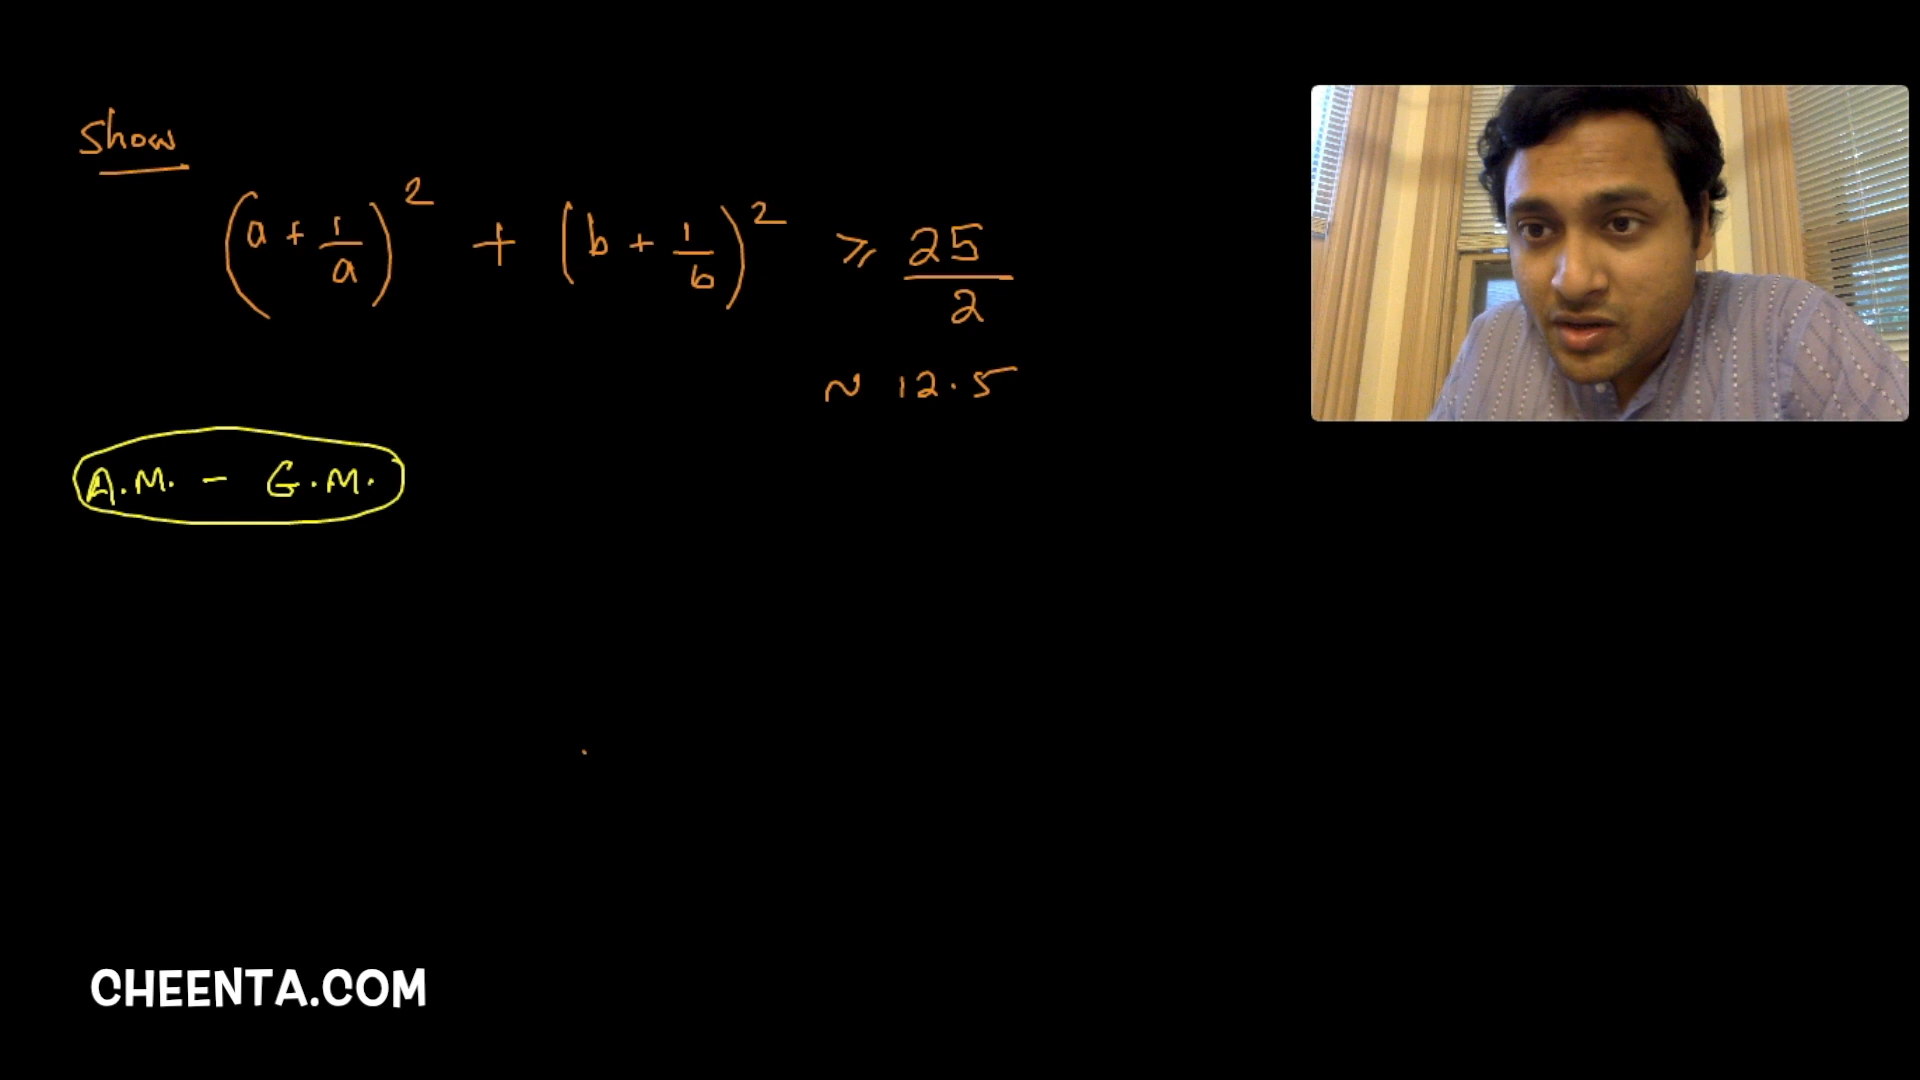 Show
(a + 1/a)^2 + (b + 1/b)^2 ⩾ 25/2
~ 12.5
A.M. - G.M.
CHEENTA.COM